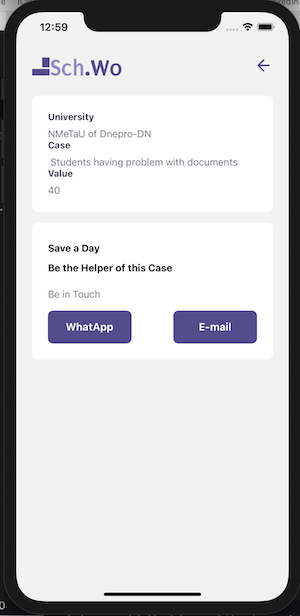 12:59
Sch.Wo
University
NMeTaU of Dnepro-DN
Case
Students having problem with documents
Value
40
Save a Day
Be the Helper of this Case
Be in Touch
WhatApp
E-mail